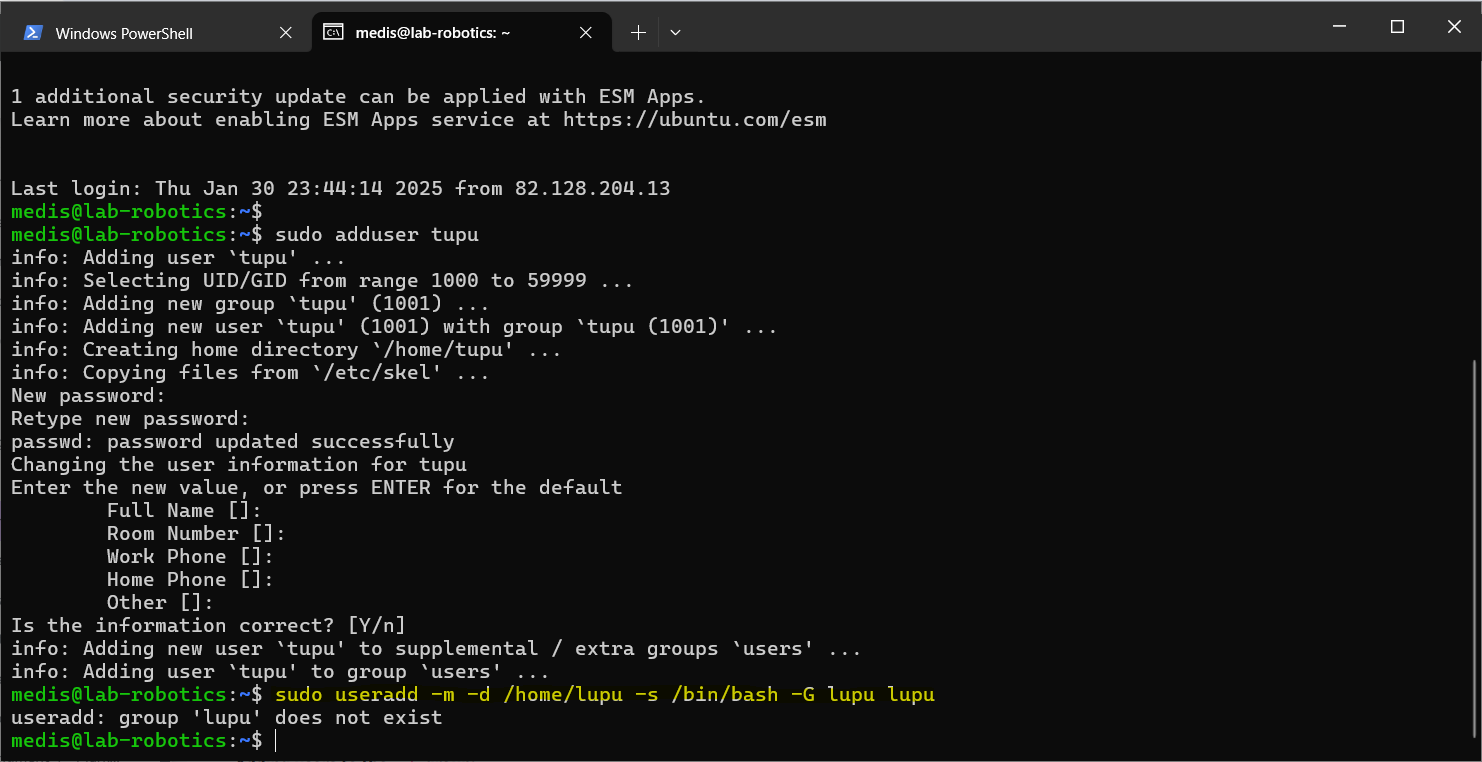 Windows PowerShell
medis@lab-robotics: ~
1 additional security update can be applied with ESM Apps.
Learn more about enabling ESM Apps service at https://ubuntu.com/esm
Last login: Thu Jan 30 23:44:14 2025 from 82.128.204.13
medis@lab-robotics:~$
medis@lab-robotics:~$ sudo adduser tupu
info: Adding user `tupu' ...
info: Selecting UID/GID from range 1000 to 59999 ...
info: Adding new group `tupu' (1001) ...
info: Adding new user `tupu' (1001) with group `tupu (1001)' ...
info: Creating home directory `/home/tupu' ...
info: Copying files from `/etc/skel' ...
New password:
Retype new password:
passwd: password updated successfully
Changing the user information for tupu
Enter the new value, or press ENTER for the default
        Full Name []:
        Room Number []:
        Work Phone []:
        Home Phone []:
        Other []:
Is the information correct? [Y/n]
info: Adding new user `tupu' to supplemental / extra groups `users' ...
info: Adding user `tupu' to group `users' ...
medis@lab-robotics:~$ sudo useradd -m -d /home/lupu -s /bin/bash -G lupu lupu
useradd: group 'lupu' does not exist
medis@lab-robotics:~$